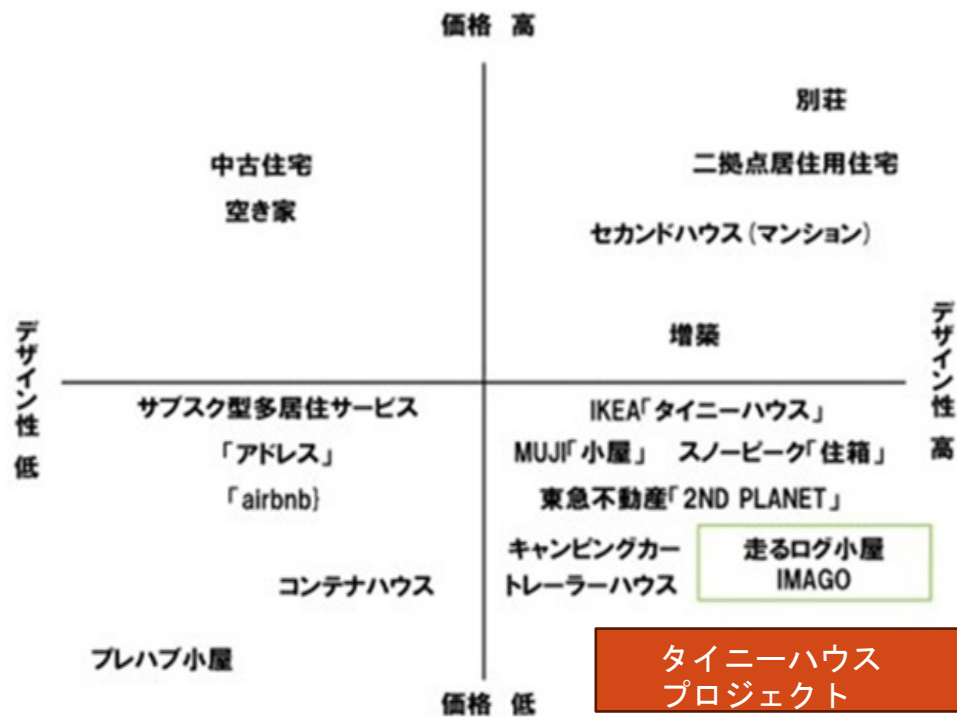 価格 高
別荘
中古住宅
二拠点居住用住宅
空き家
セカンドハウス(マンション)
増築
デザイン性 低
デザイン性 高
サブスク型多居住サービス
IKEA「タイニーハウス」
「アドレス」
MUJI「小屋」 スノーピーク「住箱」
「airbnb}
東急不動産「2ND PLANET」
キャンピングカー
走るログ小屋
コンテナハウス
トレーラーハウス
IMAGO
プレハブ小屋
タイニーハウス
プロジェクト
価格 低